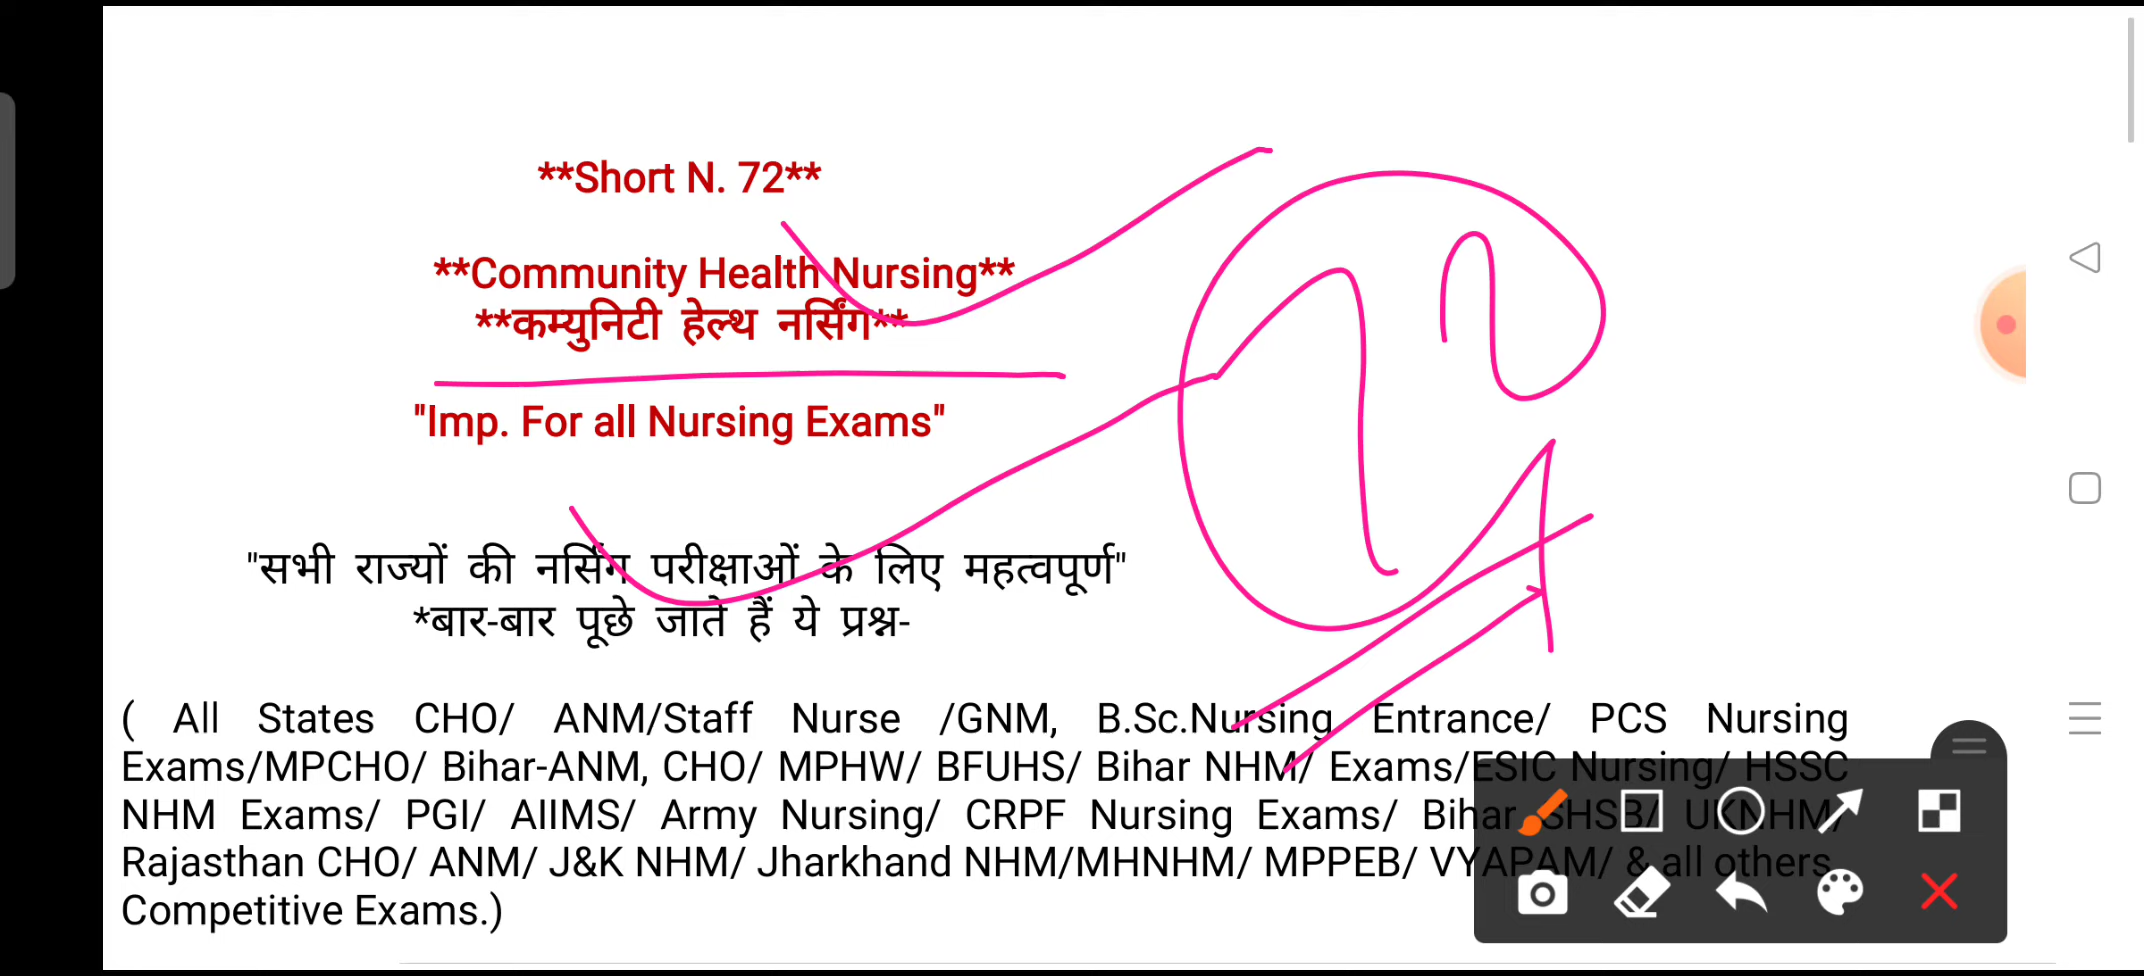 **Short N. 72**
**Community Health Nursing**
**कम्युनिटी हेल्थ नर्सिंग**
"Imp. For all Nursing Exams"
"सभी राज्यों की नर्सिंग परीक्षाओं के लिए महत्वपूर्ण"
*बार-बार पूछे जाते हैं ये प्रश्न-
( All States CHO/ ANM/Staff Nurse /GNM, B.Sc.Nursing Entrance/ PCS Nursing
Exams/MPCHO/ Bihar-ANM, CHO/ MPHW/ BFUHS/ Bihar NHM/ Exams/ESIC Nursing/ HSSC
NHM Exams/ PGI/ AIIMS/ Army Nursing/ CRPF Nursing Exams/ Bihar SHSB/ UKNHM/
Rajasthan CHO/ ANM/ J&K NHM/ Jharkhand NHM/MHNHM/ MPPEB/ VYAPAM/ & all others
Competitive Exams.)